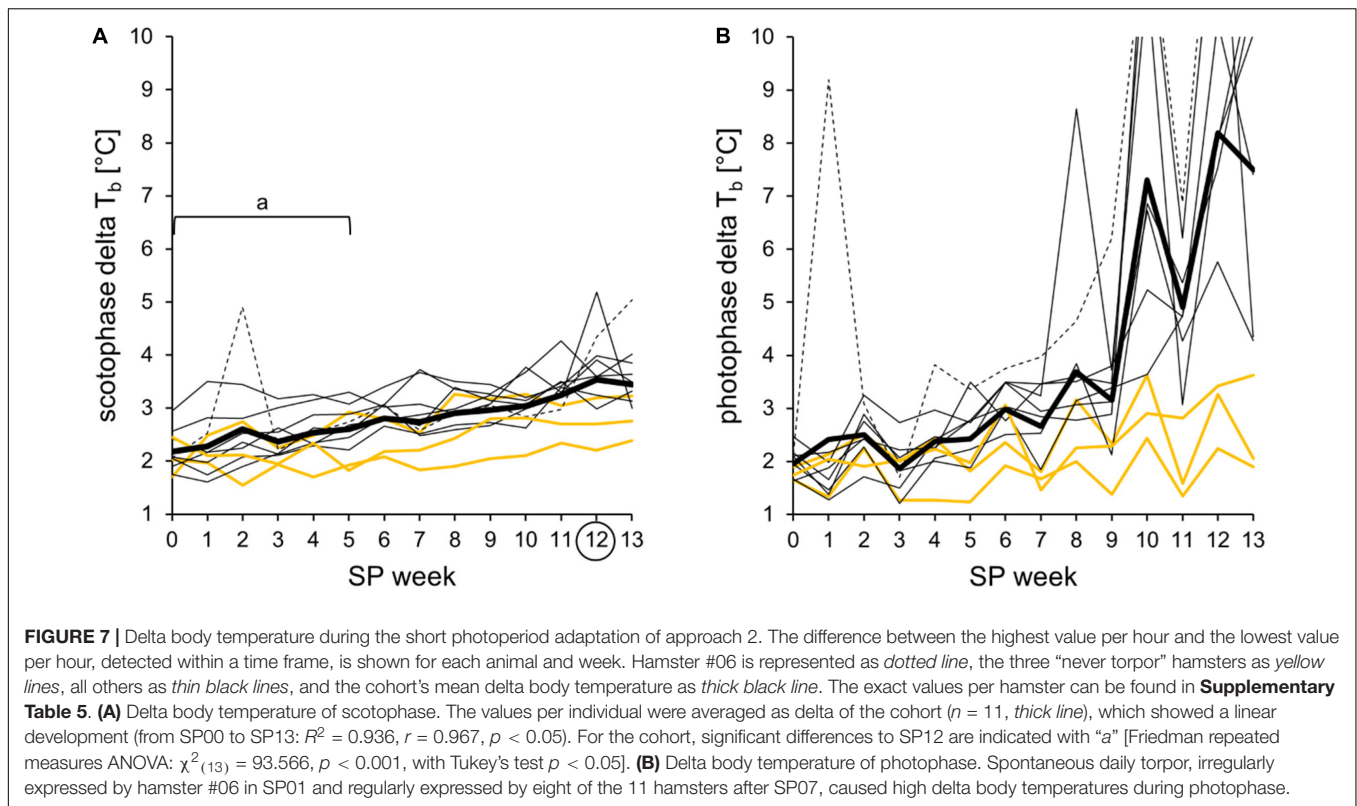 A
10
9
8
7
6
5
4
3
2
1
scotophase delta Tb [°C]
a
0 1 2 3 4 5 6 7 8 9 10 11 12 13
SP week
B
10
9
8
7
6
5
4
3
2
1
photophase delta Tb [°C]
0 1 2 3 4 5 6 7 8 9 10 11 12 13
SP week
FIGURE 7 | Delta body temperature during the short photoperiod adaptation of approach 2. The difference between the highest value per hour and the lowest value
per hour, detected within a time frame, is shown for each animal and week. Hamster #06 is represented as dotted line, the three “never torpor” hamsters as yellow
lines, all others as thin black lines, and the cohort’s mean delta body temperature as thick black line. The exact values per hamster can be found in Supplementary
Table 5. (A) Delta body temperature of scotophase. The values per individual were averaged as delta of the cohort (n = 11, thick line), which showed a linear
development (from SP00 to SP13: R² = 0.936, r = 0.967, p < 0.05). For the cohort, significant differences to SP12 are indicated with “a” [Friedman repeated
measures ANOVA: χ²(13) = 93.566, p < 0.001, with Tukey’s test p < 0.05]. (B) Delta body temperature of photophase. Spontaneous daily torpor, irregularly
expressed by hamster #06 in SP01 and regularly expressed by eight of the 11 hamsters after SP07, caused high delta body temperatures during photophase.